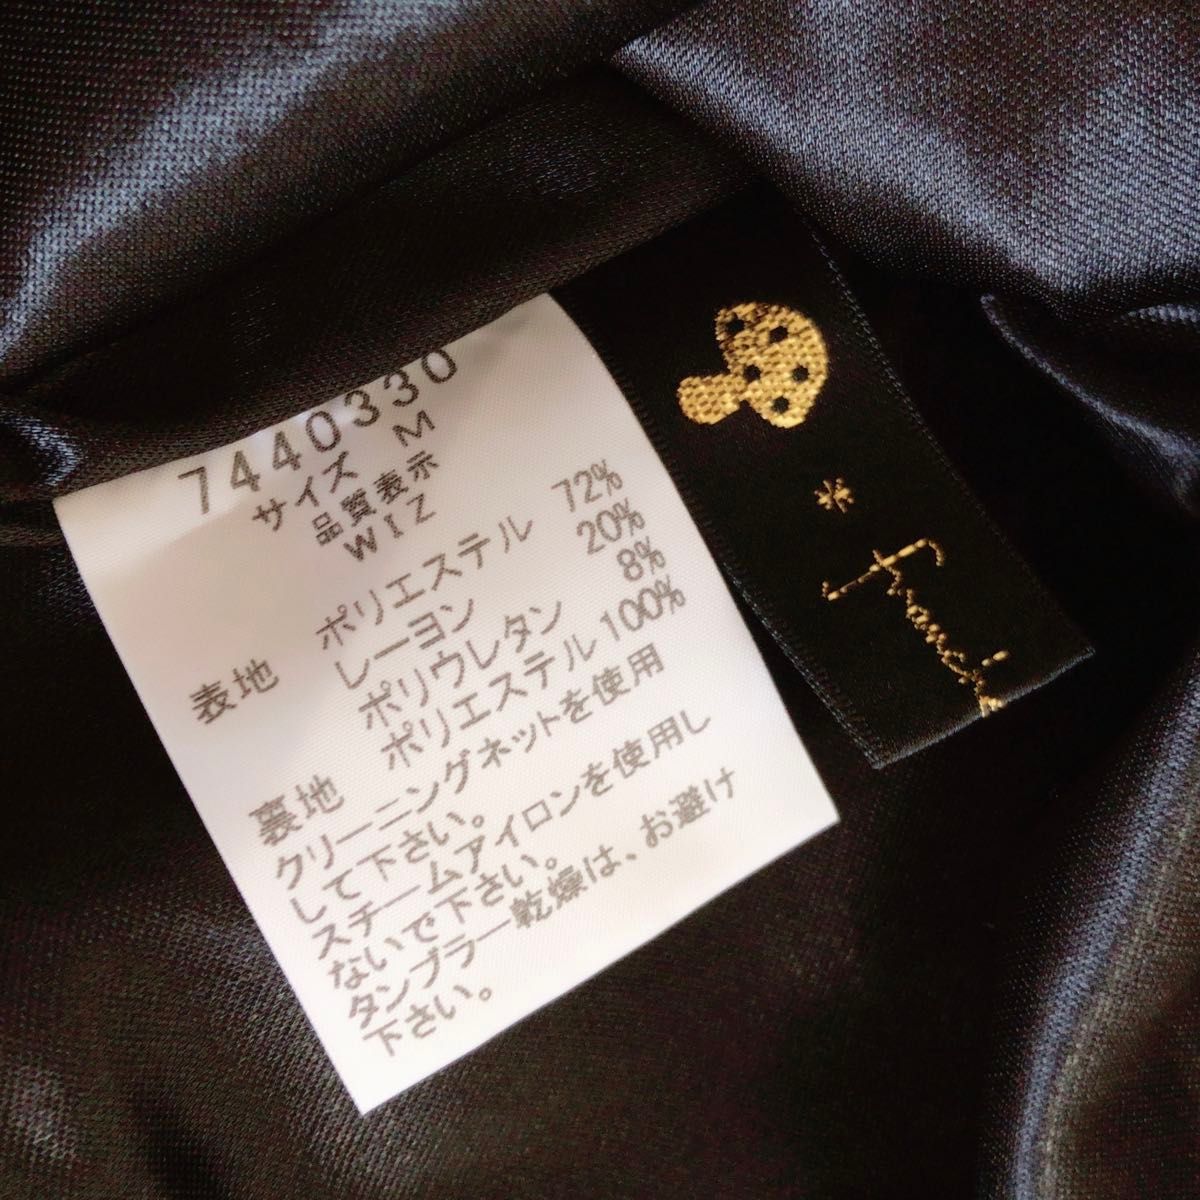 7440330
サイズ M
品質表示
WIZ
表地 ポリエステル 72%
レーヨン 20%
ポリウレタン 8%
裏地 ポリエステル 100%
クリーニングネットを使用
して下さい。
スチームアイロンを使用し
ないで下さい。
タンブラー乾燥は、お避け
下さい。
*